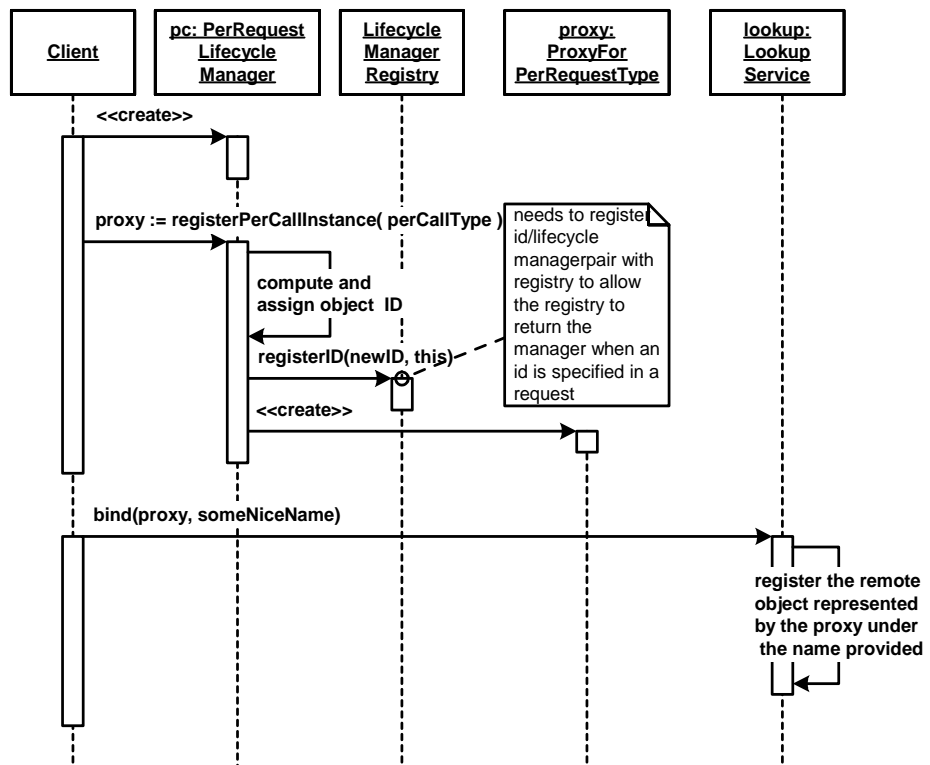 Client
pc: PerRequest
Lifecycle
Manager
Lifecycle
Manager
Registry
proxy:
ProxyFor
PerRequestType
lookup:
Lookup
Service
<<create>>
proxy := registerPerCallInstance( perCallType )
needs to register
id/lifecycle
managerpair with
registry to allow
the registry to
return the
manager when an
id is specified in a
request
compute and
assign object ID
registerID(newID, this)
<<create>>
bind(proxy, someNiceName)
register the remote
object represented
by the proxy under
the name provided